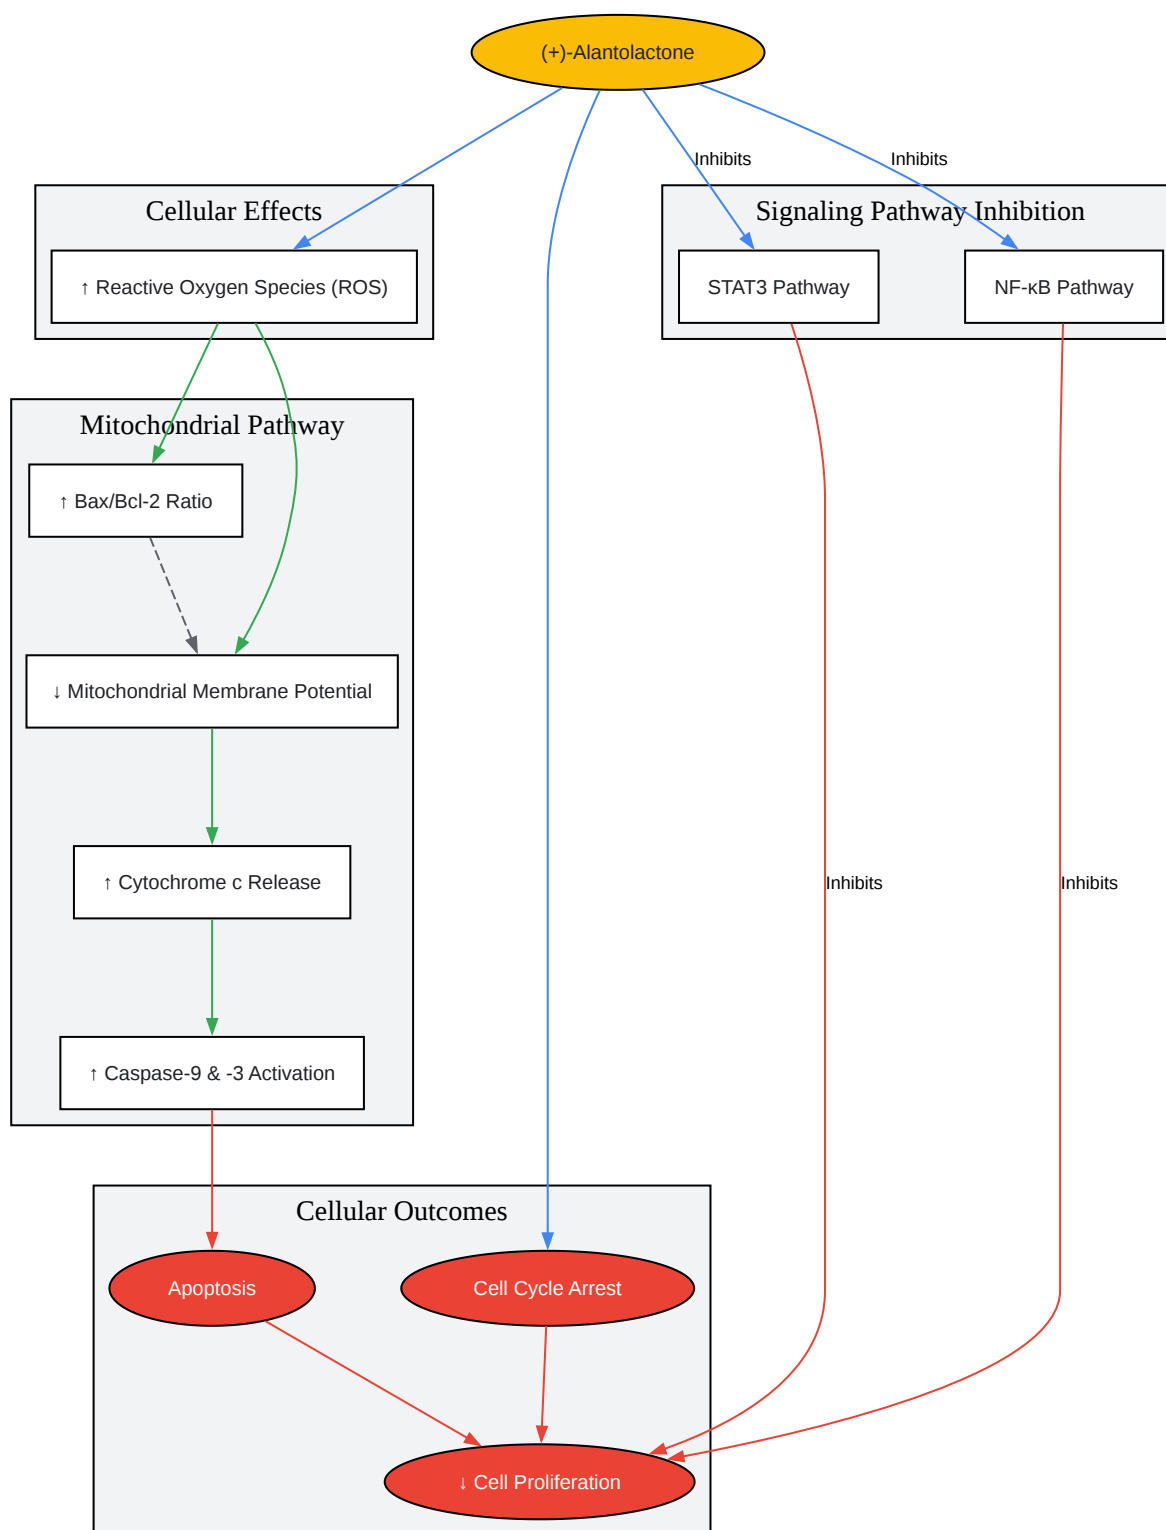 (+)-Alantolactone
Inhibits
Inhibits
Cellular Effects
Signaling Pathway Inhibition
↑ Reactive Oxygen Species (ROS)
STAT3 Pathway
NF-κB Pathway
Mitochondrial Pathway
↑ Bax/Bcl-2 Ratio
↓ Mitochondrial Membrane Potential
↑ Cytochrome c Release
Inhibits
Inhibits
↑ Caspase-9 & -3 Activation
Cellular Outcomes
Apoptosis
Cell Cycle Arrest
↓ Cell Proliferation